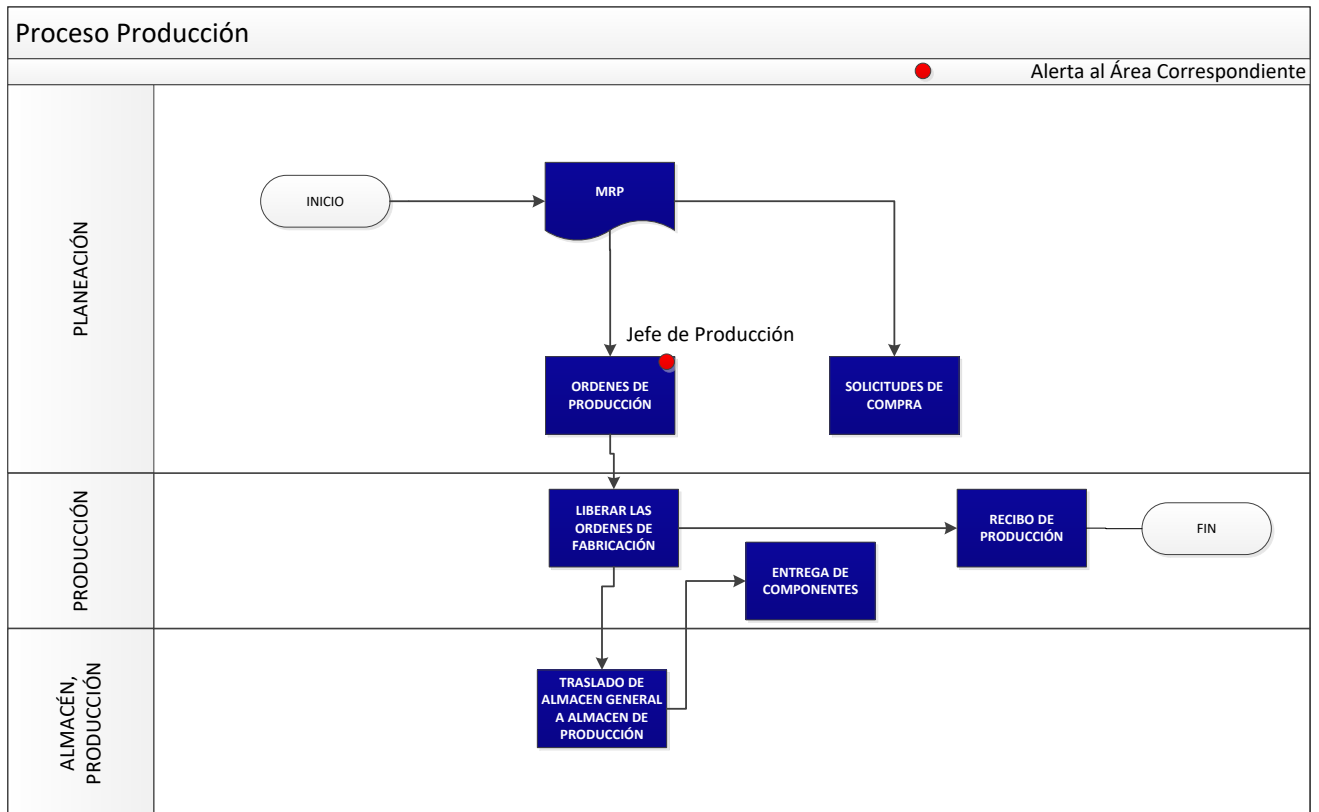 Proceso Producción
Alerta al Área Correspondiente
PLANEACIÓN
INICIO
MRP
Jefe de Producción
ORDENES DE
PRODUCCIÓN
SOLICITUDES DE
COMPRA
PRODUCCIÓN
LIBERAR LAS
ORDENES DE
FABRICACIÓN
RECIBO DE
PRODUCCIÓN
FIN
ENTREGA DE
COMPONENTES
ALMACÉN,
PRODUCCIÓN
TRASLADO DE
ALMACEN GENERAL
A ALMACEN DE
PRODUCCIÓN